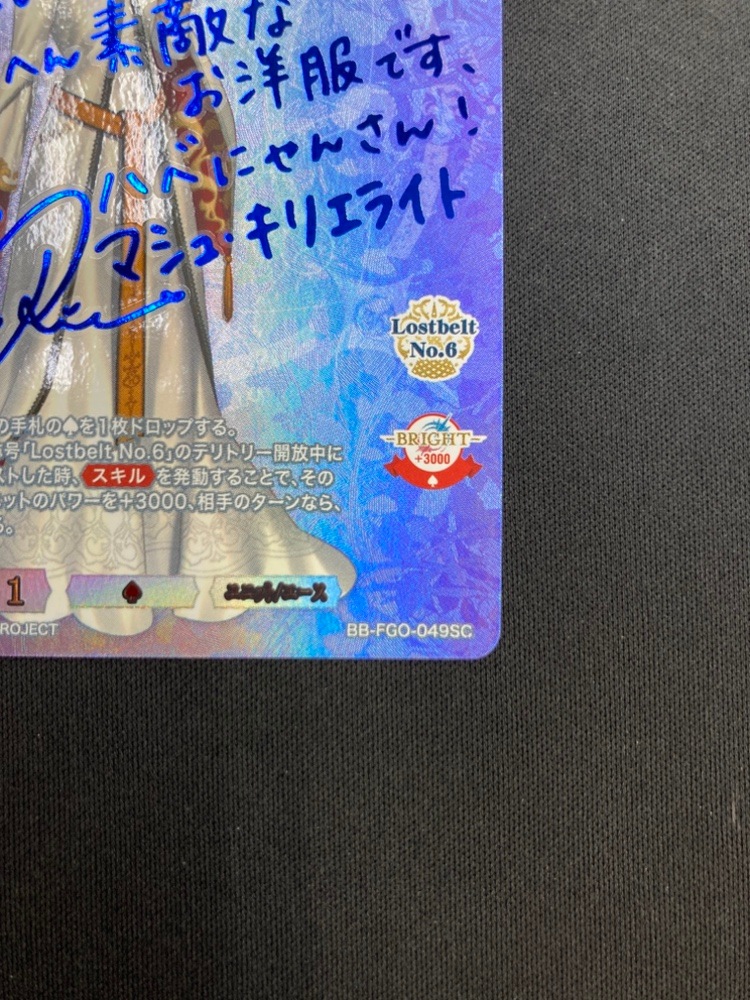 へん素敵な
お洋服です、
ハベにゃんさん!
マシュ・キリエライト
Lostbelt
No.6
の手札の♠を1枚ドロップする。
号「Lostbelt No.6」のテリトリー開放中に
ストした時、スキルを発動することで、その
ニットのパワーを+3000、相手のターンなら、
る。
BRIGHT
+3000
1
♠
ROJECT
BB-FGO-049SC